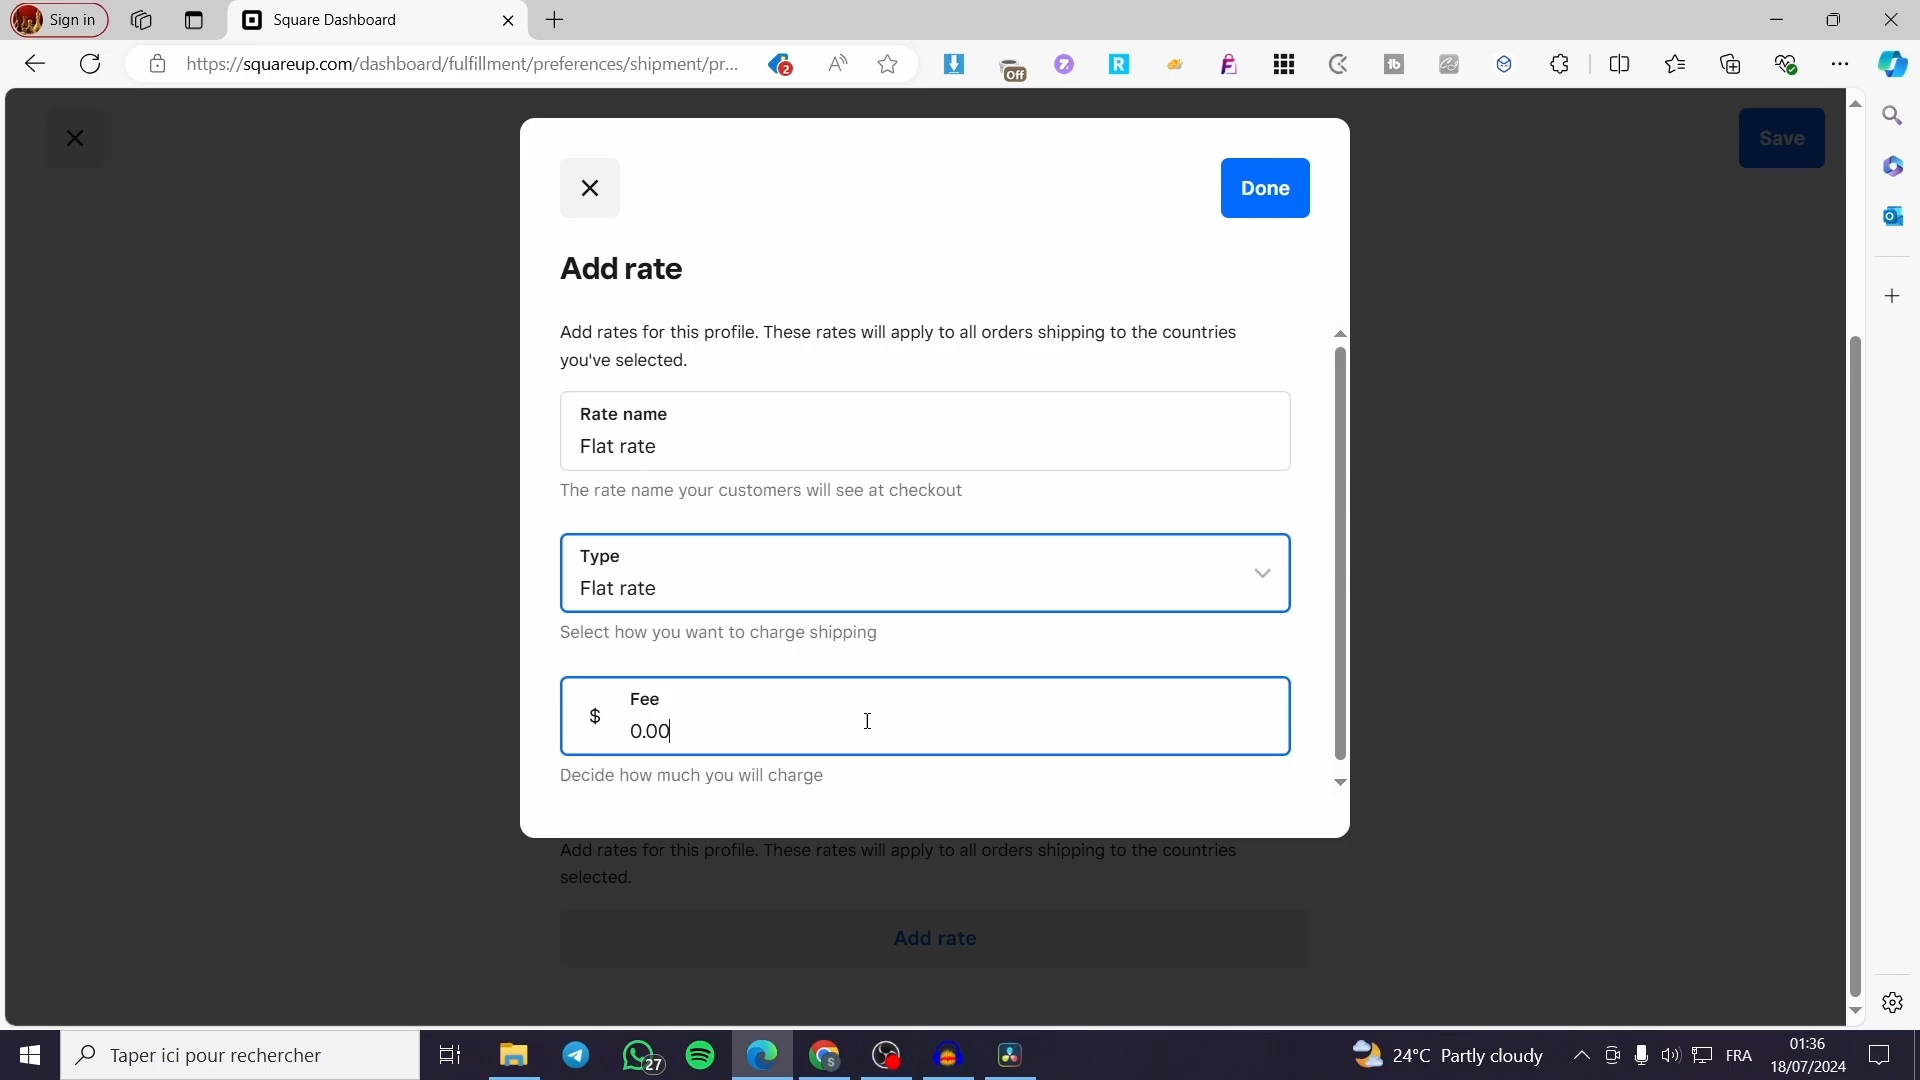 Sign in
Square Dashboard
https://squareup.com/dashboard/fulfillment/preferences/shipment/pr...
2
Off
R
1b
Save
Done
Add rate
Add rates for this profile. These rates will apply to all orders shipping to the countries
you've selected.
Rate name
Flat rate
The rate name your customers will see at checkout
Type
Flat rate
Select how you want to charge shipping
Fee
$ 0.00
Decide how much you will charge
Add rates for this profile. These rates will apply to all orders shipping to the countries
selected.
Add rate
Taper ici pour rechercher
27
S
24°C Partly cloudy
FRA
01:36
18/07/2024